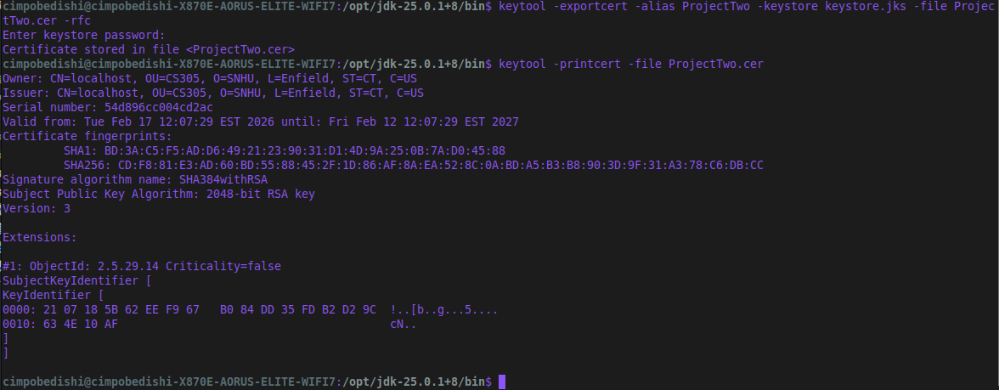 cimpobedishi@cimpobedishi-X870E-AORUS-ELITE-WIFI7:/opt/jdk-25.0.1+8/bin$ keytool -exportcert -alias ProjectTwo -keystore keystore.jks -file Projec
tTwo.cer -rfc
Enter keystore password:
Certificate stored in file <ProjectTwo.cer>
cimpobedishi@cimpobedishi-X870E-AORUS-ELITE-WIFI7:/opt/jdk-25.0.1+8/bin$ keytool -printcert -file ProjectTwo.cer
Owner: CN=localhost, OU=CS305, O=SNHU, L=Enfield, ST=CT, C=US
Issuer: CN=localhost, OU=CS305, O=SNHU, L=Enfield, ST=CT, C=US
Serial number: 54d896cc004cd2ac
Valid from: Tue Feb 17 12:07:29 EST 2026 until: Fri Feb 12 12:07:29 EST 2027
Certificate fingerprints:
SHA1: BD:3A:C5:F5:AD:D6:49:21:23:90:31:D1:4D:9A:25:0B:7A:D0:45:88
SHA256: CD:F8:81:E3:AD:60:BD:55:88:45:2F:1D:86:AF:8A:EA:52:8C:0A:BD:A5:B3:B8:90:3D:9F:31:A3:78:C6:DB:CC
Signature algorithm name: SHA384withRSA
Subject Public Key Algorithm: 2048-bit RSA key
Version: 3
Extensions:
#1: ObjectId: 2.5.29.14 Criticality=false
SubjectKeyIdentifier [
KeyIdentifier [
0000: 21 07 18 5B 62 EE F9 67   B0 84 DD 35 FD B2 D2 9C  !..[b..g...5....
0010: 63 4E 10 AF                                        cN..
]
]
cimpobedishi@cimpobedishi-X870E-AORUS-ELITE-WIFI7:/opt/jdk-25.0.1+8/bin$